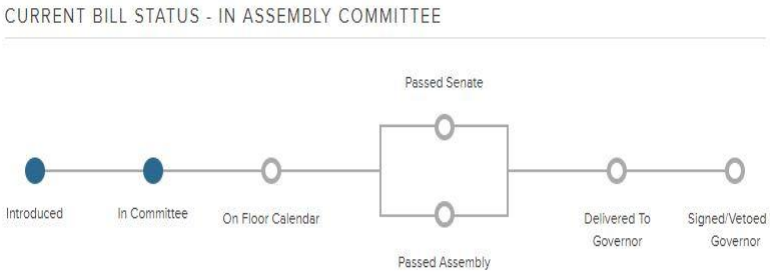 CURRENT BILL STATUS - IN ASSEMBLY COMMITTEE
Passed Senate
Introduced
In Committee
On Floor Calendar
Passed Assembly
Delivered To
Governor
Signed/Vetoed
Governor